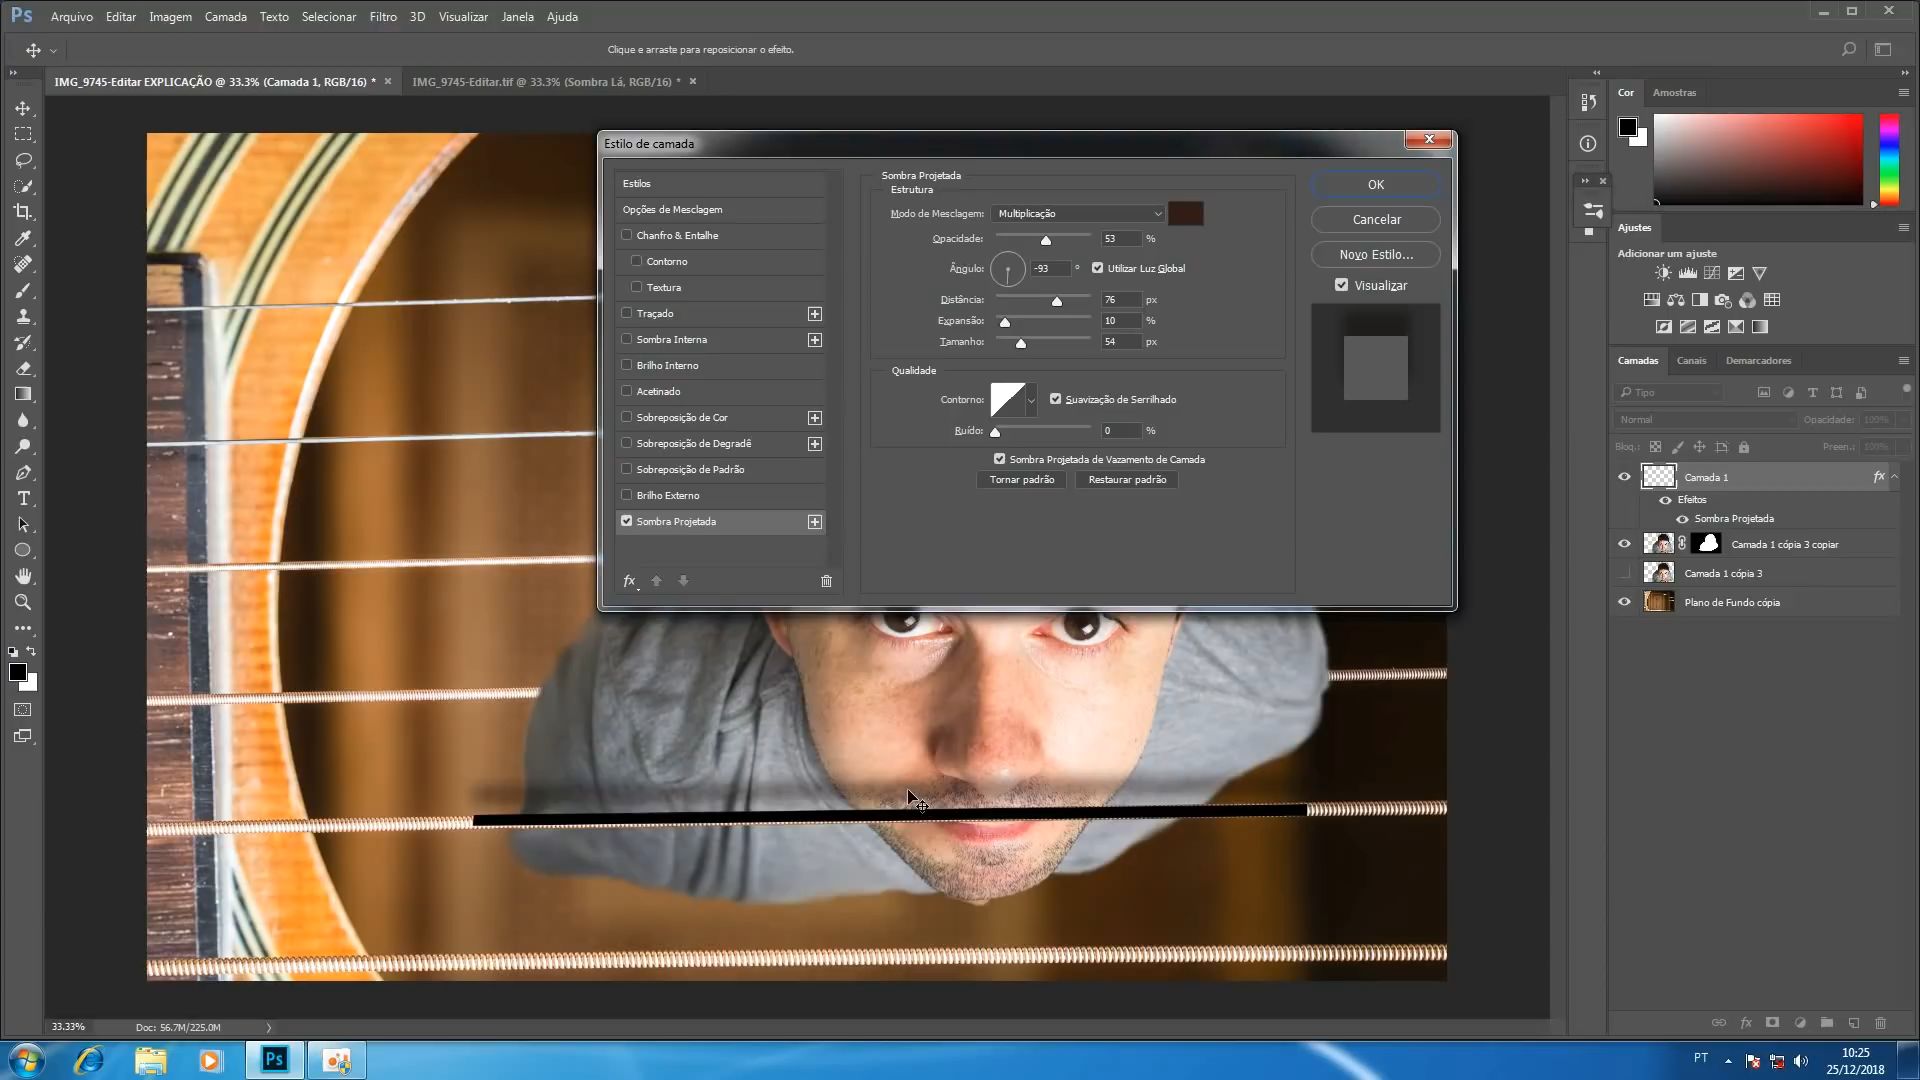 Ps Arquivo Editar Imagem Camada Texto Selecionar Filtro 3D Visualizar Janela Ajuda
Clique e arraste para reposicionar o efeito.
IMG_9745-Editar EXPLICAÇÃO @ 33.3% (Camada 1, RGB/16) *
IMG_9745-Editar.tif @ 33.3% (Sombra Lá, RGB/16) *
Estilo de camada
Estilos
Opções de Mesclagem
Chanfro & Entalhe
Contorno
Textura
Traçado
Sombra Interna
Brilho Interno
Acetinado
Sobreposição de Cor
Sobreposição de Degradê
Sobreposição de Padrão
Brilho Externo
Sombra Projetada
fx
Sombra Projetada
Estrutura
Modo de Mesclagem: Multiplicação
Opacidade: 53 %
Ângulo: -93 ° Utilizar Luz Global
Distância: 76 px
Expansão: 10 %
Tamanho: 54 px
Qualidade
Contorno: Suavização de Serrilhado
Ruído: 0 %
Sombra Projetada de Vazamento de Camada
Tornar padrão Restaurar padrão
OK
Cancelar
Novo Estilo...
Visualizar
Cor Amostras
Ajustes
Adicionar um ajuste
Camadas Canais Demarcadores
Tipo
Normal Opacidade: 100%
Bloq.: Preen.: 100%
Camada 1 fx
Efeitos
Sombra Projetada
Camada 1 cópia 3 copiar
Camada 1 cópia 3
Plano de Fundo cópia
fx
33.33% Doc: 56.7M/225.0M
Ps
PT
10:25
25/12/2018